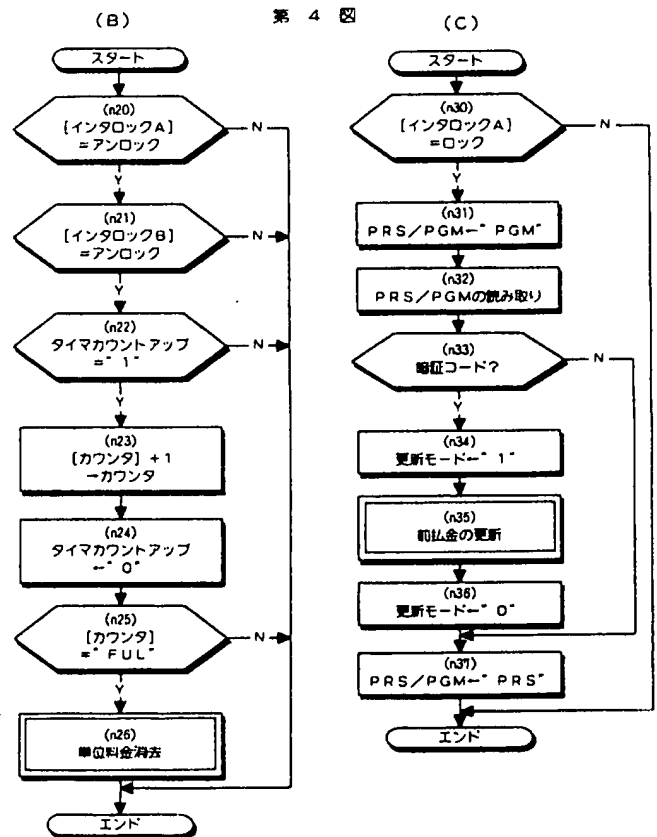 第 4 図
(B)
スタート
(n20)
[インタロックA]
=アンロック
N
Y
(n21)
[インタロックB]
=アンロック
N
Y
(n22)
タイマカウントアップ
="1"
N
Y
(n23)
[カウンタ]+1
→カウンタ
(n24)
タイマカウントアップ
←"0"
(n25)
[カウンタ]
="FUL"
N
Y
(n26)
単位料金消去
エンド
(C)
スタート
(n30)
[インタロックA]
=ロック
N
Y
(n31)
PRS/PGM←"PGM"
(n32)
PRS/PGMの読み取り
(n33)
暗証コード?
N
Y
(n34)
更新モード←"1"
(n35)
前払金の更新
(n36)
更新モード←"0"
(n37)
PRS/PGM←"PRS"
エンド